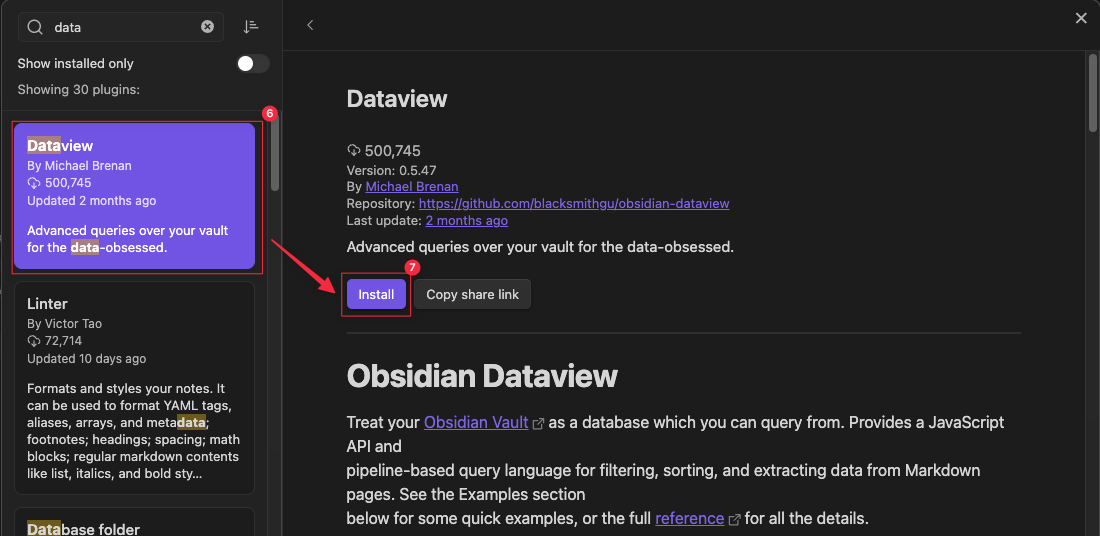 data
Show installed only
Showing 30 plugins:
6
Dataview
By Michael Brenan
500,745
Updated 2 months ago
Advanced queries over your vault
for the data-obsessed.
Linter
By Victor Tao
72,714
Updated 10 days ago
Formats and styles your notes. It
can be used to format YAML tags,
aliases, arrays, and metadata;
footnotes; headings; spacing; math
blocks; regular markdown contents
like list, italics, and bold sty...
Database folder
Dataview
500,745
Version: 0.5.47
By Michael Brenan
Repository: https://github.com/blacksmithgu/obsidian-dataview
Last update: 2 months ago
Advanced queries over your vault for the data-obsessed.
7
Install
Copy share link
Obsidian Dataview
Treat your Obsidian Vault as a database which you can query from. Provides a JavaScript
API and
pipeline-based query language for filtering, sorting, and extracting data from Markdown
pages. See the Examples section
below for some quick examples, or the full reference for all the details.